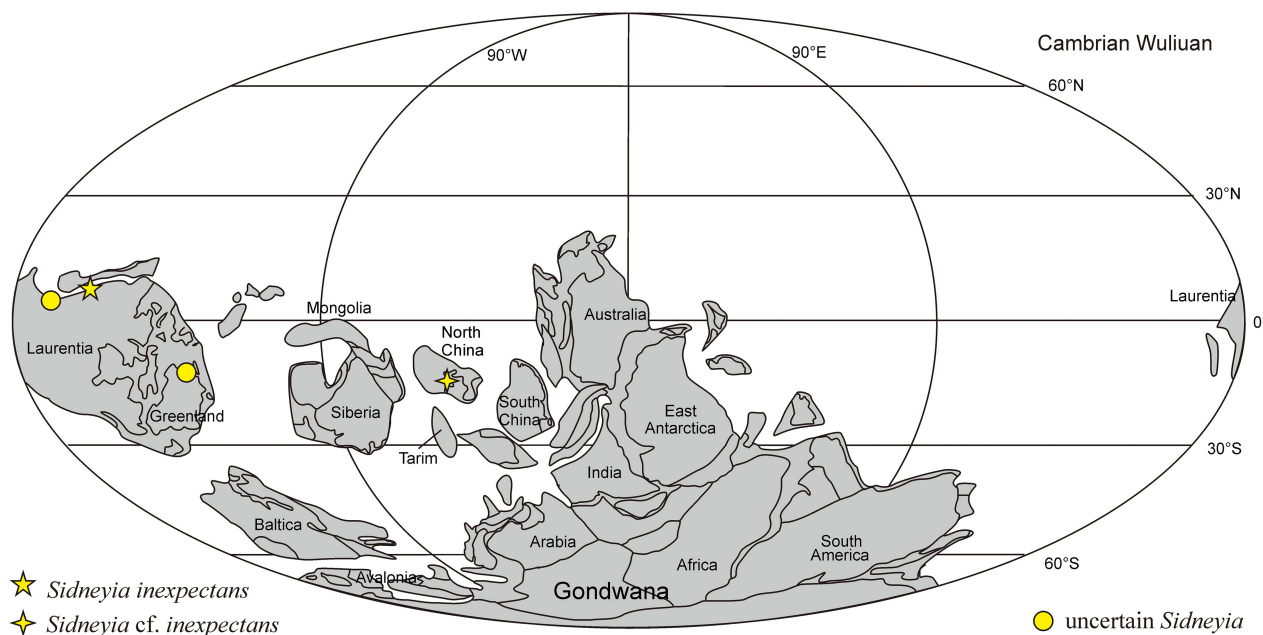 Cambrian Wuliuan
90°W
90°E
60°N
30°N
Laurentia
0
Mongolia
Australia
North
China
Laurentia
Greenland
Siberia
South
China
East
Antarctica
Tarim
30°S
India
Baltica
Arabia
South
America
Africa
60°S
Avalonia
Gondwana
Sidneyia inexpectans
Sidneyia cf. inexpectans
uncertain Sidneyia